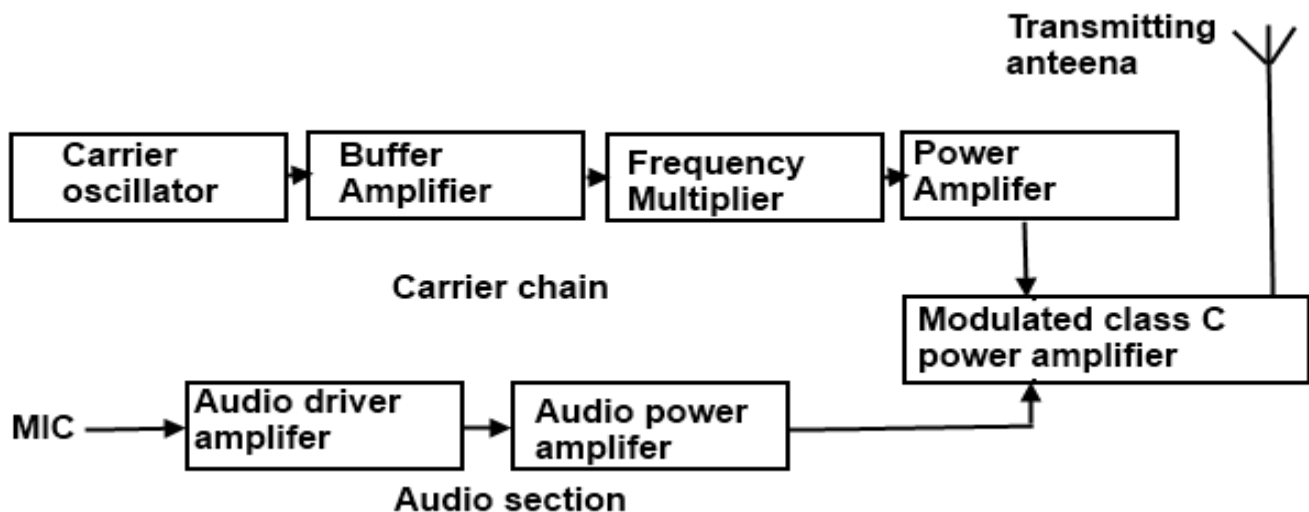 Transmitting
anteena
Carrier
oscillator
Buffer
Amplifier
Frequency
Multiplier
Power
Amplifer
Carrier chain
Modulated class C
power amplifier
MIC
Audio driver
amplifer
Audio power
amplifer
Audio section